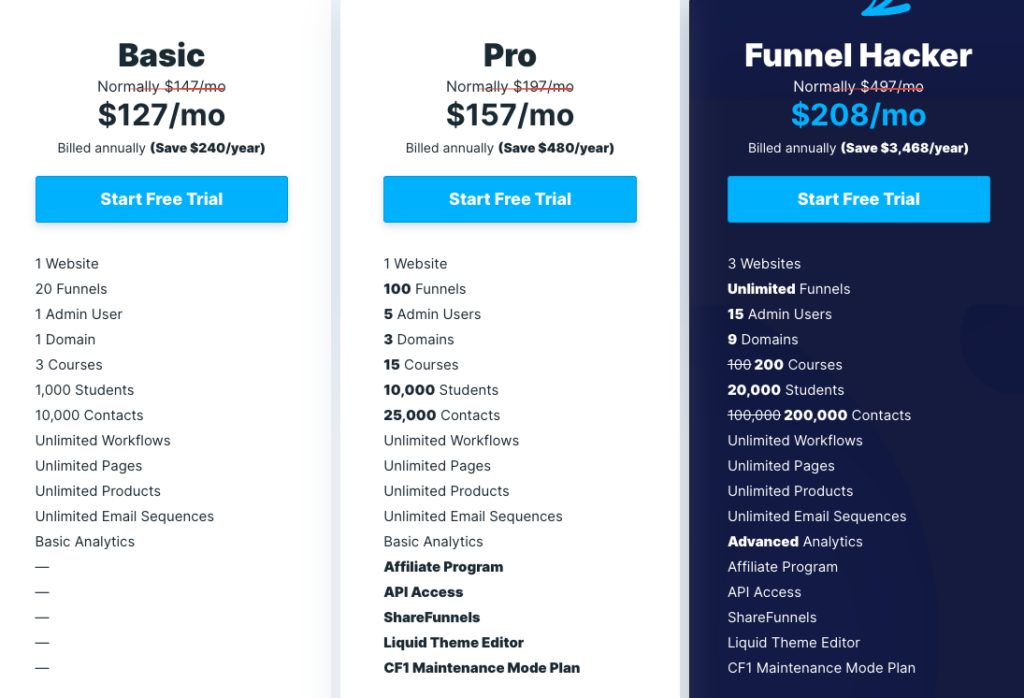 Basic
Normally $147/mo
$127/mo
Billed annually (Save $240/year)
Start Free Trial
1 Website
20 Funnels
1 Admin User
1 Domain
3 Courses
1,000 Students
10,000 Contacts
Unlimited Workflows
Unlimited Pages
Unlimited Products
Unlimited Email Sequences
Basic Analytics
—
—
—
—
—
Pro
Normally $197/mo
$157/mo
Billed annually (Save $480/year)
Start Free Trial
1 Website
100 Funnels
5 Admin Users
3 Domains
15 Courses
10,000 Students
25,000 Contacts
Unlimited Workflows
Unlimited Pages
Unlimited Products
Unlimited Email Sequences
Basic Analytics
Affiliate Program
API Access
ShareFunnels
Liquid Theme Editor
CF1 Maintenance Mode Plan
Funnel Hacker
Normally $497/mo
$208/mo
Billed annually (Save $3,468/year)
Start Free Trial
3 Websites
Unlimited Funnels
15 Admin Users
9 Domains
100 200 Courses
20,000 Students
100,000 200,000 Contacts
Unlimited Workflows
Unlimited Pages
Unlimited Products
Unlimited Email Sequences
Advanced Analytics
Affiliate Program
API Access
ShareFunnels
Liquid Theme Editor
CF1 Maintenance Mode Plan